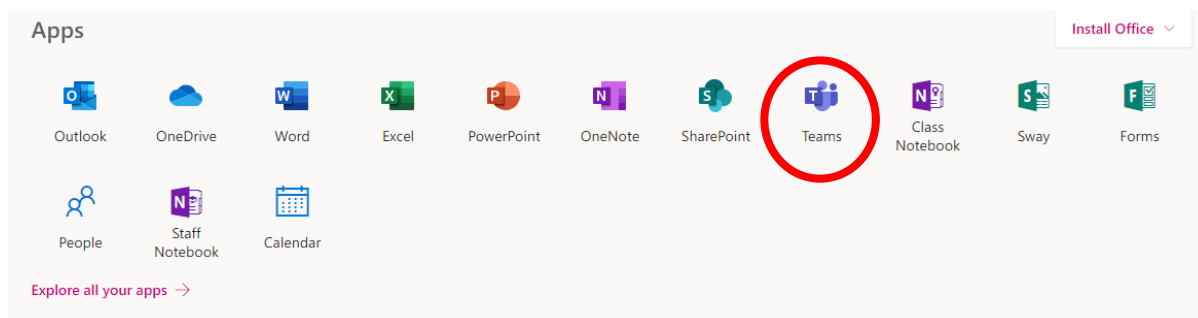 Apps
Install Office
Outlook OneDrive Word Excel PowerPoint OneNote SharePoint Teams Class Notebook Sway Forms
People Staff Notebook Calendar
Explore all your apps →